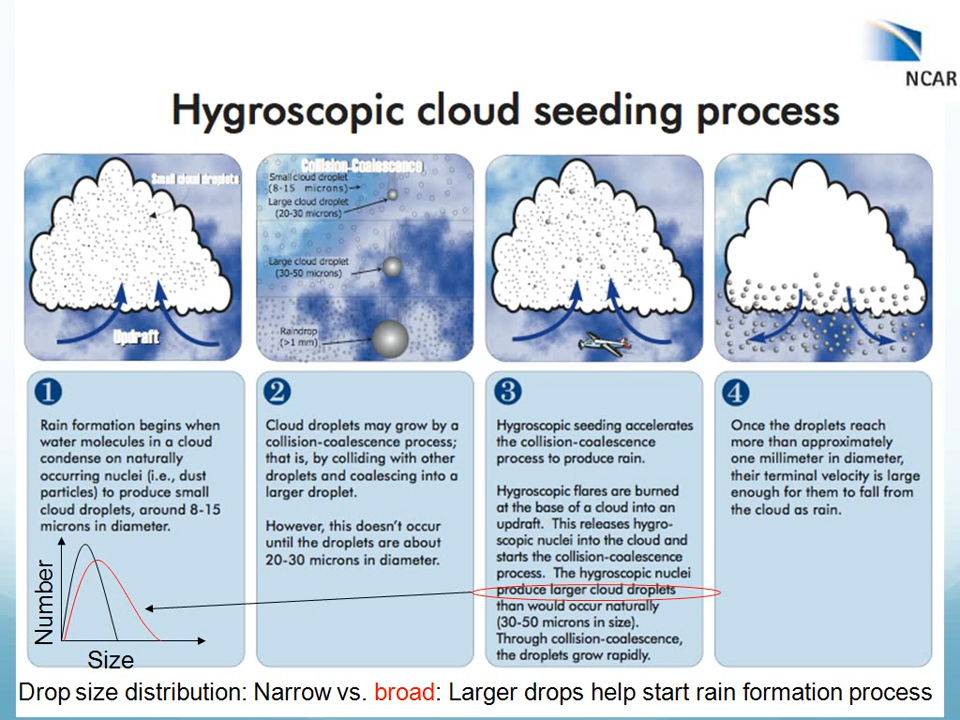 NCAR
Hygroscopic cloud seeding process
Small cloud droplets
Updraft
Collision-Coalescence
Small cloud droplet
(8-15 microns)
Large cloud droplet
(20-30 microns)
Large cloud droplet
(30-50 microns)
Raindrop
(>1 mm)
1
Rain formation begins when
water molecules in a cloud
condense on naturally
occurring nuclei (i.e., dust
particles) to produce small
cloud droplets, around 8-15
microns in diameter.
Number
Size
2
Cloud droplets may grow by a
collision-coalescence process;
that is, by colliding with other
droplets and coalescing into a
larger droplet.
However, this doesn't occur
until the droplets are about
20-30 microns in diameter.
3
Hygroscopic seeding accelerates
the collision-coalescence
process to produce rain.
Hygroscopic flares are burned
at the base of a cloud into an
updraft. This releases hygro-
scopic nuclei into the cloud and
starts the collision-coalescence
process. The hygroscopic nuclei
produce larger cloud droplets
than would occur naturally
(30-50 microns in size).
Through collision-coalescence,
the droplets grow rapidly.
4
Once the droplets reach
more than approximately
one millimeter in diameter,
their terminal velocity is large
enough for them to fall from
the cloud as rain.
Drop size distribution: Narrow vs. broad: Larger drops help start rain formation process